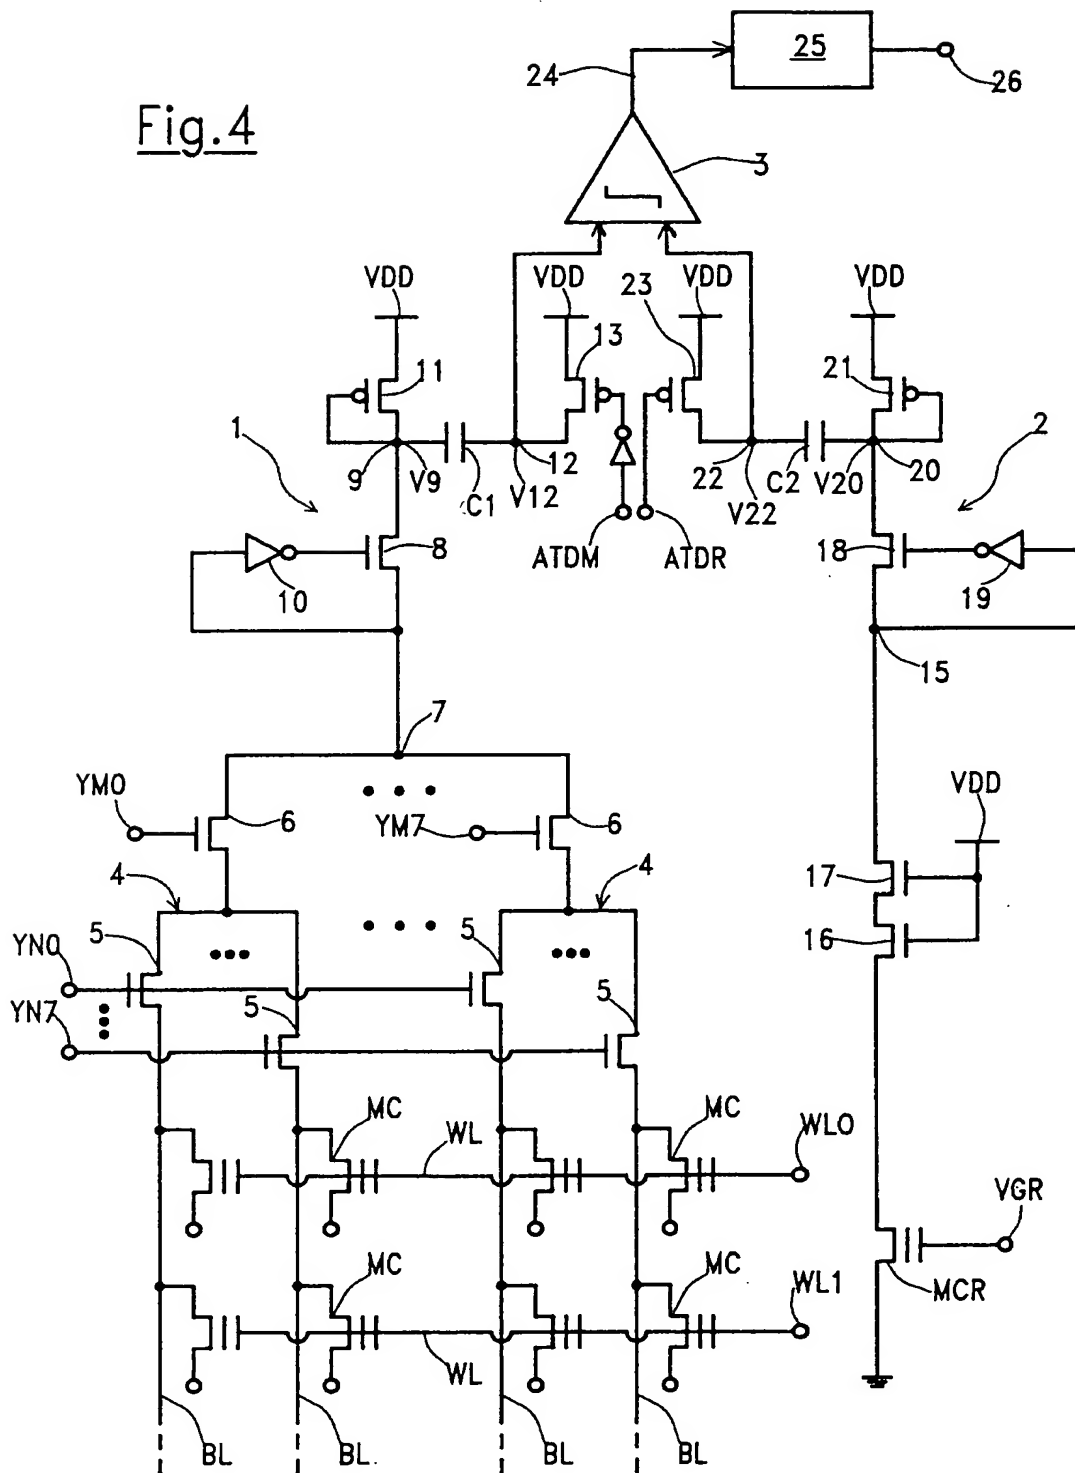 25
24
26
Fig.4
3
VDD
VDD
23
VDD
VDD
13
11
21
1
2
9
V9
C1
12
V12
22
V22
C2
V20
20
8
10
ATDM
ATDR
18
19
15
7
YM0
6
YM7
6
VDD
17
4
4
16
5
5
YN0
YN7
5
5
MC
WL
MC
WL0
VGR
MC
MC
WL1
MCR
WL
BL
BL
BL
BL